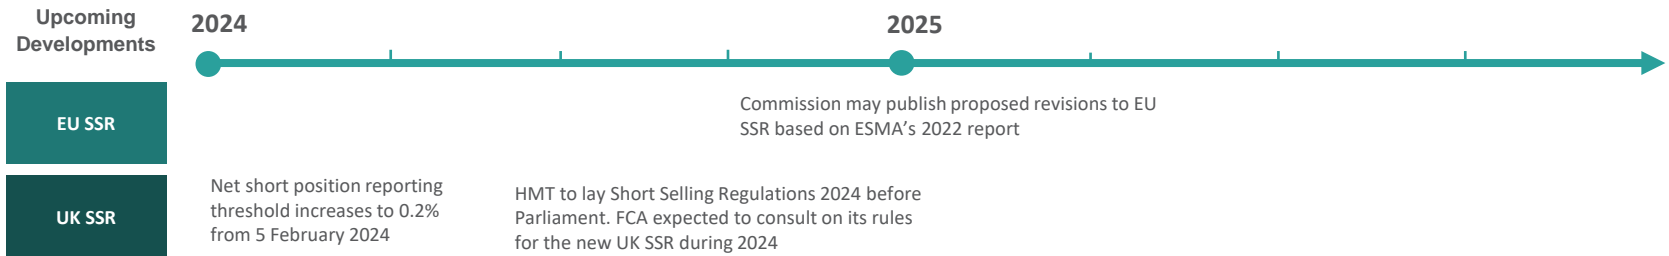 Upcoming
Developments
2024
2025
EU SSR
Commission may publish proposed revisions to EU
SSR based on ESMA's 2022 report
UK SSR
Net short position reporting
threshold increases to 0.2%
from 5 February 2024
HMT to lay Short Selling Regulations 2024 before
Parliament. FCA expected to consult on its rules
for the new UK SSR during 2024